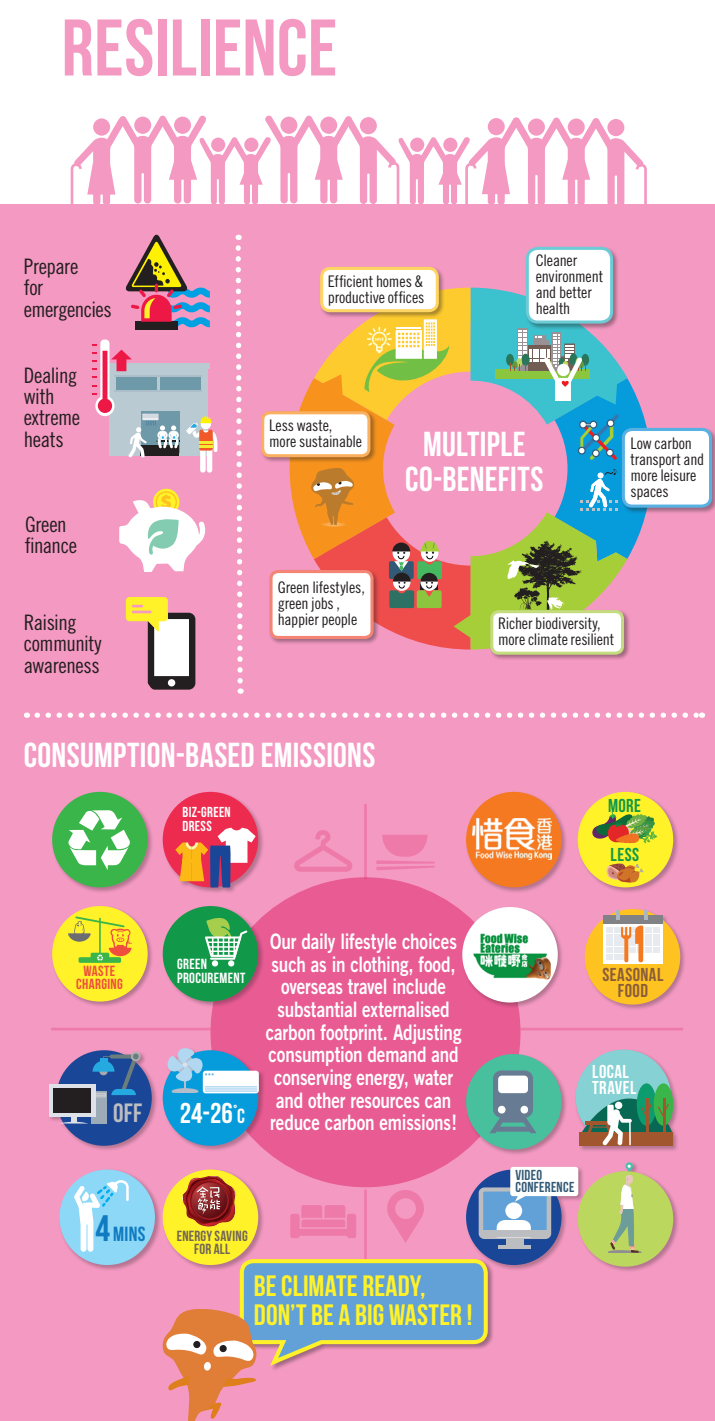 RESILIENCE
Prepare
for
emergencies
Dealing
with
extreme
heats
Green
finance
Raising
community
awareness
Efficient homes &
productive offices
Cleaner
environment
and better
health
Less waste,
more sustainable
MULTIPLE
CO-BENEFITS
Low carbon
transport and
more leisure
spaces
Green lifestyles,
green jobs ,
happier people
Richer biodiversity,
more climate resilient
CONSUMPTION-BASED EMISSIONS
BIZ-GREEN
DRESS
惜食香港
Food Wise Hong Kong
MORE
LESS
WASTE
CHARGING
GREEN
PROCUREMENT
Our daily lifestyle choices
such as in clothing, food,
overseas travel include
substantial externalised
carbon footprint. Adjusting
consumption demand and
conserving energy, water
and other resources can
reduce carbon emissions!
Food Wise
Eateries
咪嘥嘢食店
SEASONAL
FOOD
OFF
24-26°C
LOCAL
TRAVEL
4 MINS
全民節能
ENERGY SAVING
FOR ALL
VIDEO
CONFERENCE
BE CLIMATE READY,
DON'T BE A BIG WASTER !